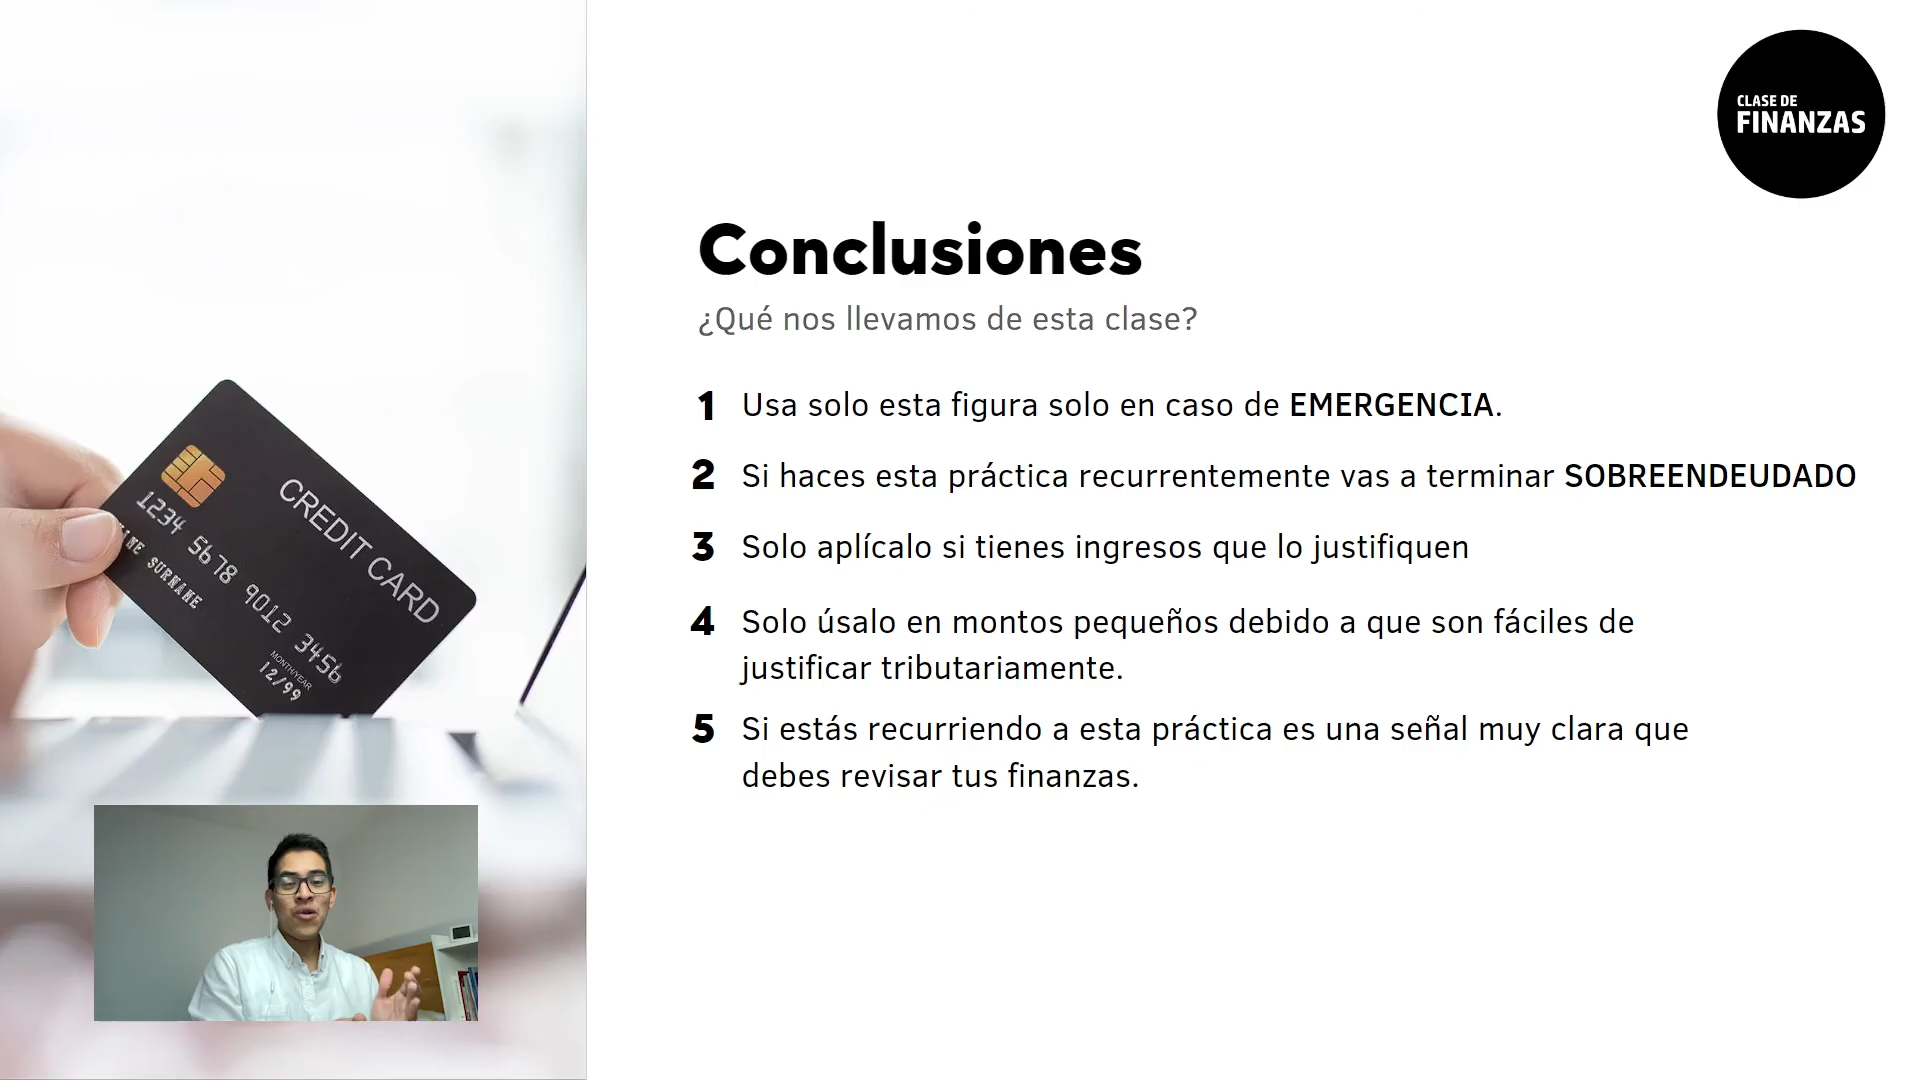 CLASE DE
FINANZAS
Conclusiones
¿Qué nos llevamos de esta clase?
1 Usa solo esta figura solo en caso de EMERGENCIA.
2 Si haces esta práctica recurrentemente vas a terminar SOBREENDEUDADO
3 Solo aplícalo si tienes ingresos que lo justifiquen
4 Solo úsalo en montos pequeños debido a que son fáciles de
justificar tributariamente.
5 Si estás recurriendo a esta práctica es una señal muy clara que
debes revisar tus finanzas.
CREDIT CARD
1234 5678 9012 3456
MONTH/YEAR
12/99
SURNAME